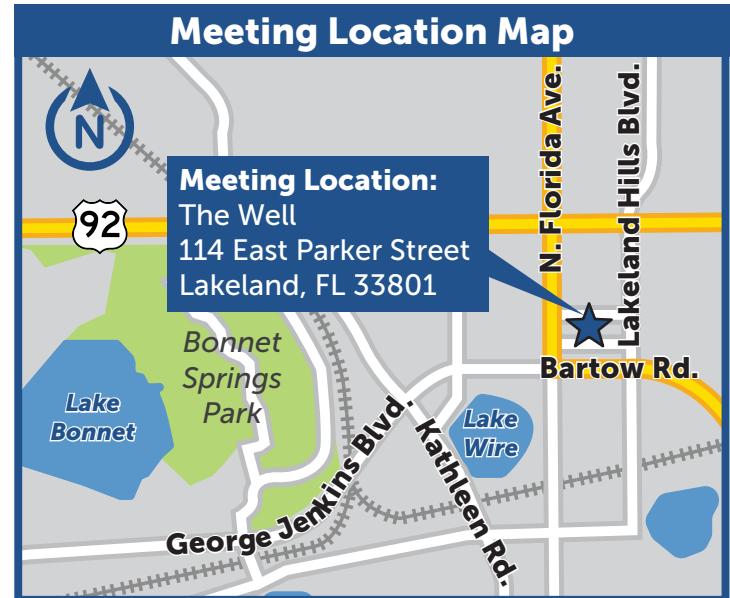 Meeting Location Map
N
92
Meeting Location:
The Well
114 East Parker Street
Lakeland, FL 33801
N. Florida Ave.
Lakeland Hills Blvd.
Bartow Rd.
Bonnet
Springs
Park
Lake
Bonnet
Lake
Wire
George Jenkins Blvd.
Kathleen Rd.